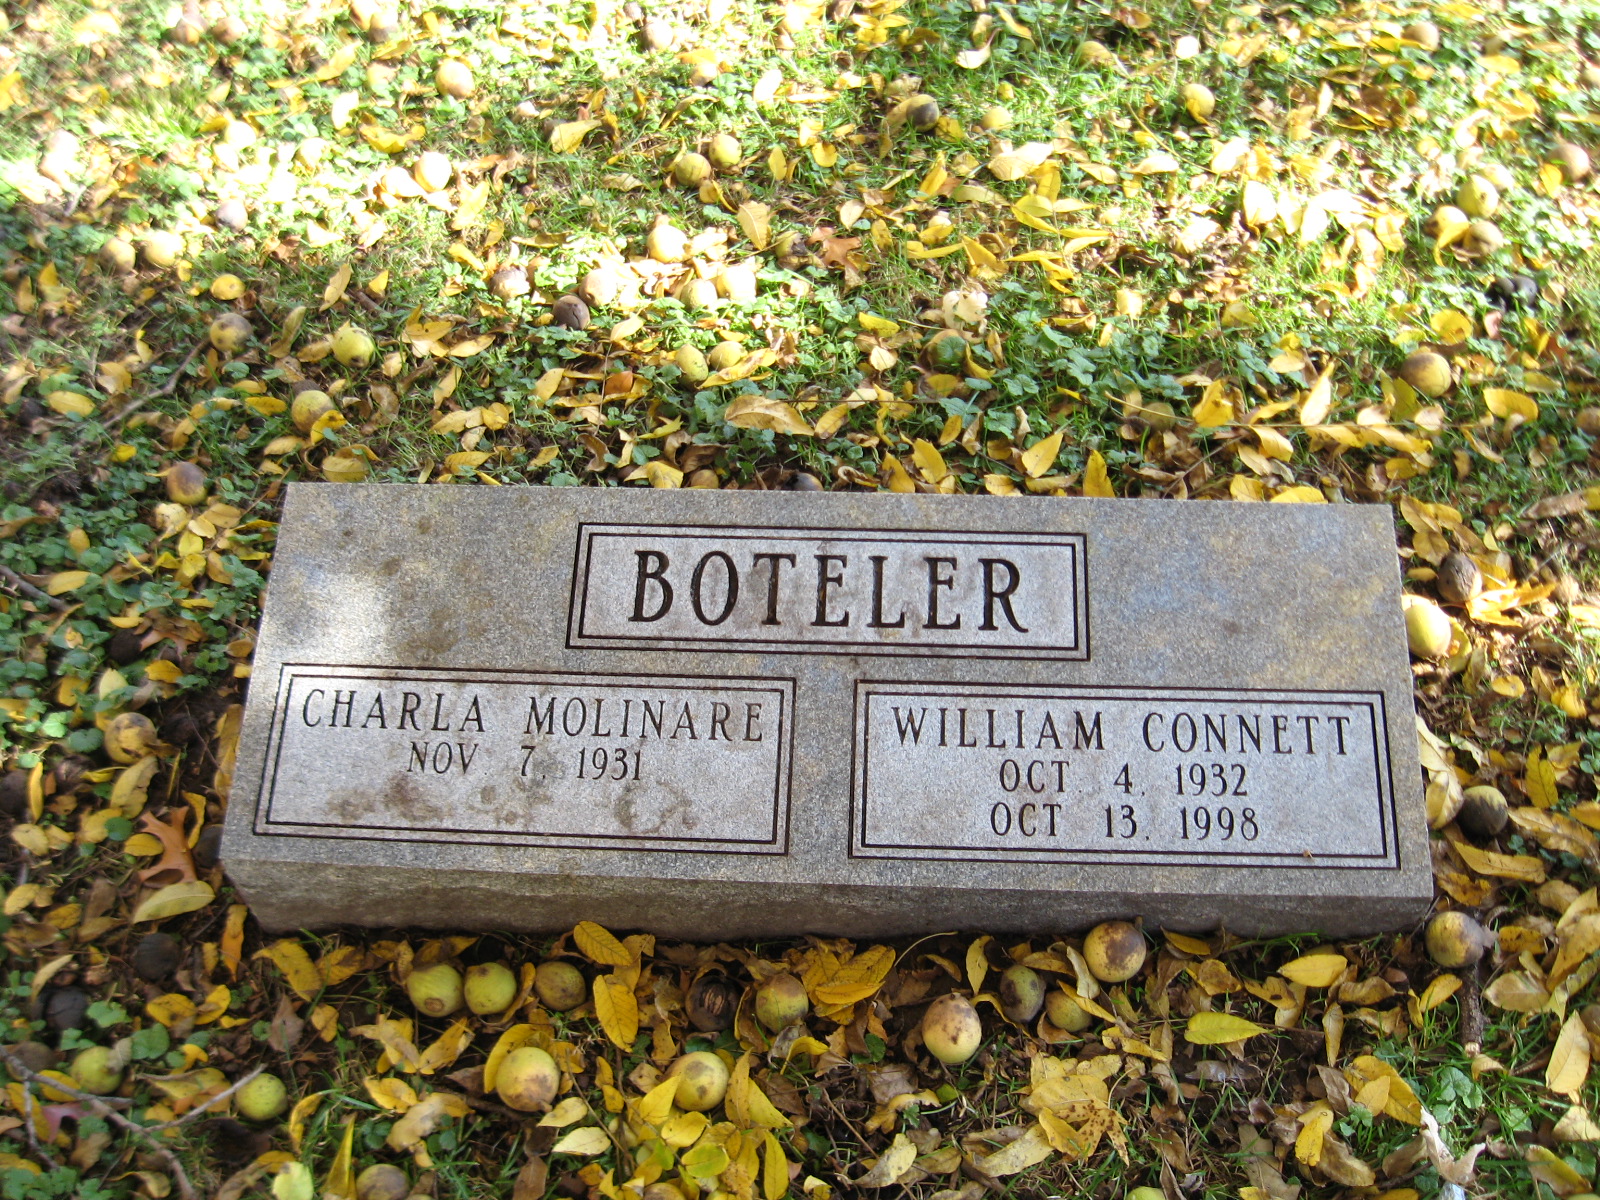 BOTELER
CHARLA MOLINARE
NOV. 7, 1931
WILLIAM CONNETT
OCT. 4. 1932
OCT 13. 1998